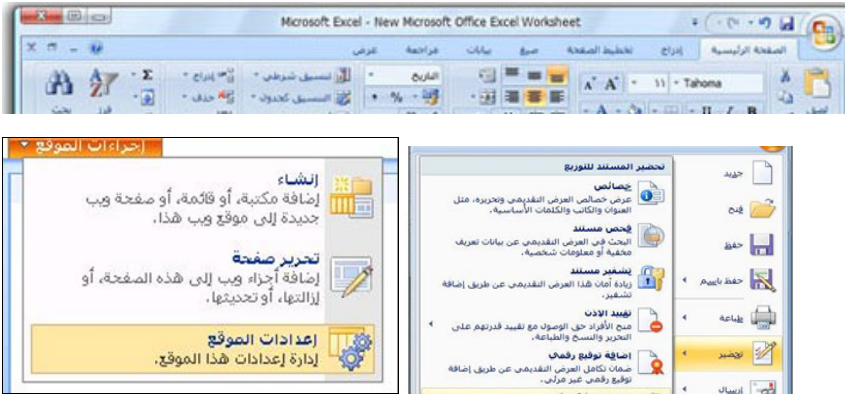 Microsoft Excel - New Microsoft Office Excel Worksheet
الصفحة الرئيسية إدراج تخطيط الصفحة صيغ بيانات مراجعة عرض
Tahoma ١١ التاريخ تنسيق شرطي إدراج Σ
% التنسيق كجدول حذف
B I U A فرز بحث
إجراءات الموقع
إنشاء
إضافة مكتبة، أو قائمة، أو صفحة ويب
جديدة إلى موقع ويب هذا.
تحرير صفحة
إضافة أجزاء ويب إلى هذه الصفحة، أو
إزالتها، أو تحديثها.
إعدادات الموقع
إدارة إعدادات هذا الموقع.
جديد
فتح
حفظ
حفظ باسم
طباعة
تحضير
إرسال
تحضير المستند للتوزيع
خصائص
عرض خصائص العرض التقديمي وتحريره، مثل
العنوان والكاتب والكلمات الأساسية.
فحص مستند
البحث في العرض التقديمي عن بيانات تعريف
مخفية أو معلومات شخصية.
تشفير مستند
زيادة أمان هذا العرض التقديمي عن طريق إضافة
تشفير.
تقييد الإذن
منح الأفراد حق الوصول مع تقييد قدرتهم على
التحرير والنسخ والطباعة.
إضافة توقيع رقمي
ضمان تكامل العرض التقديمي عن طريق إضافة
توقيع رقمي غير مرئي.